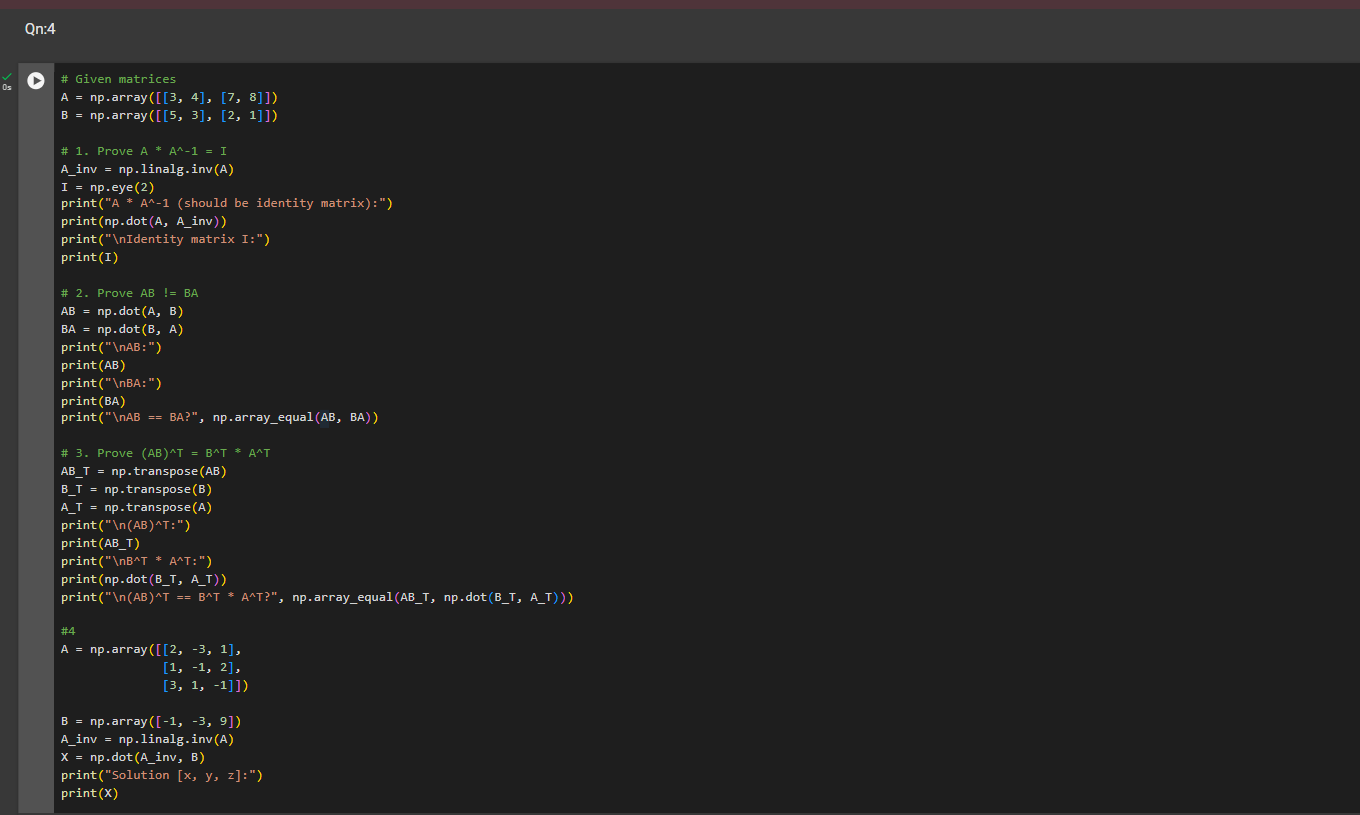 Qn:4
0s
# Given matrices
A = np.array([[3, 4], [7, 8]])
B = np.array([[5, 3], [2, 1]])
# 1. Prove A * A^-1 = I
A_inv = np.linalg.inv(A)
I = np.eye(2)
print("A * A^-1 (should be identity matrix):")
print(np.dot(A, A_inv))
print("\nIdentity matrix I:")
print(I)
# 2. Prove AB != BA
AB = np.dot(A, B)
BA = np.dot(B, A)
print("\nAB:")
print(AB)
print("\nBA:")
print(BA)
print("\nAB == BA?", np.array_equal(AB, BA))
# 3. Prove (AB)^T = B^T * A^T
AB_T = np.transpose(AB)
B_T = np.transpose(B)
A_T = np.transpose(A)
print("\n(AB)^T:")
print(AB_T)
print("\nB^T * A^T:")
print(np.dot(B_T, A_T))
print("\n(AB)^T == B^T * A^T?", np.array_equal(AB_T, np.dot(B_T, A_T)))
#4
A = np.array([[2, -3, 1],
[1, -1, 2],
[3, 1, -1]])
B = np.array([-1, -3, 9])
A_inv = np.linalg.inv(A)
X = np.dot(A_inv, B)
print("Solution [x, y, z]:")
print(X)